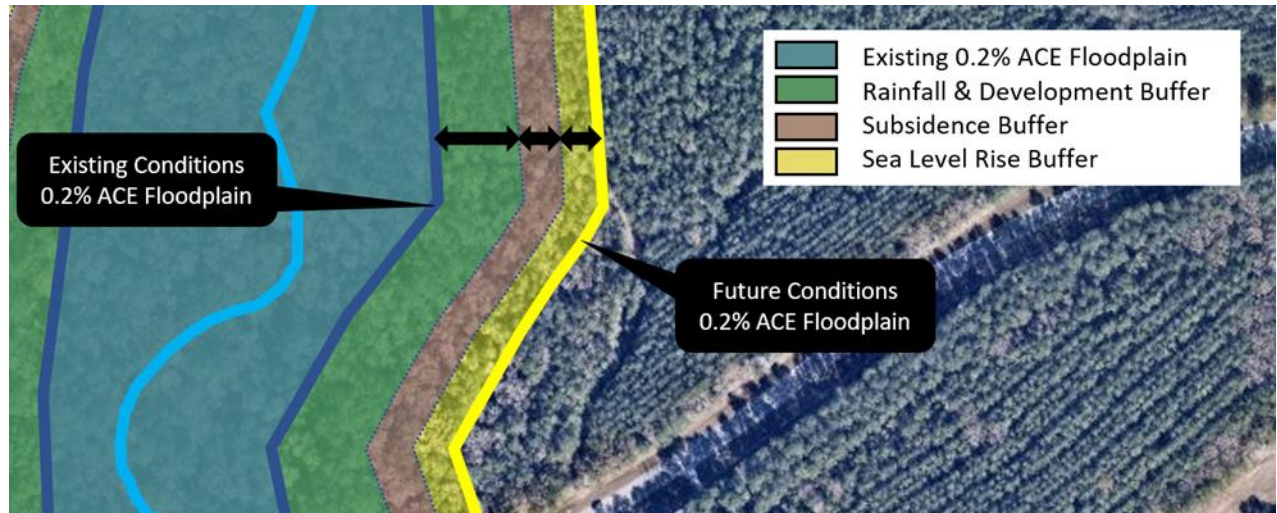 Existing 0.2% ACE Floodplain
Rainfall & Development Buffer
Subsidence Buffer
Sea Level Rise Buffer
Existing Conditions
0.2% ACE Floodplain
Future Conditions
0.2% ACE Floodplain